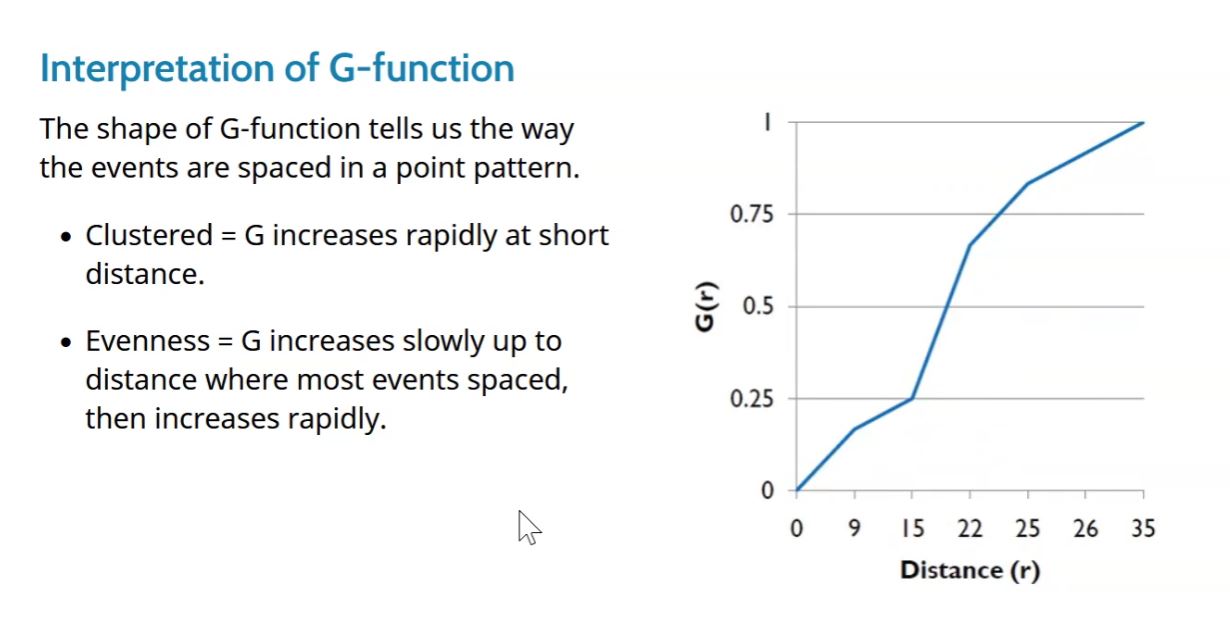 Interpretation of G-function
The shape of G-function tells us the way
the events are spaced in a point pattern.
• Clustered = G increases rapidly at short
distance.
• Evenness = G increases slowly up to
distance where most events spaced,
then increases rapidly.
1
0.75
0.5
0.25
0
G(r)
0 9 15 22 25 26 35
Distance (r)